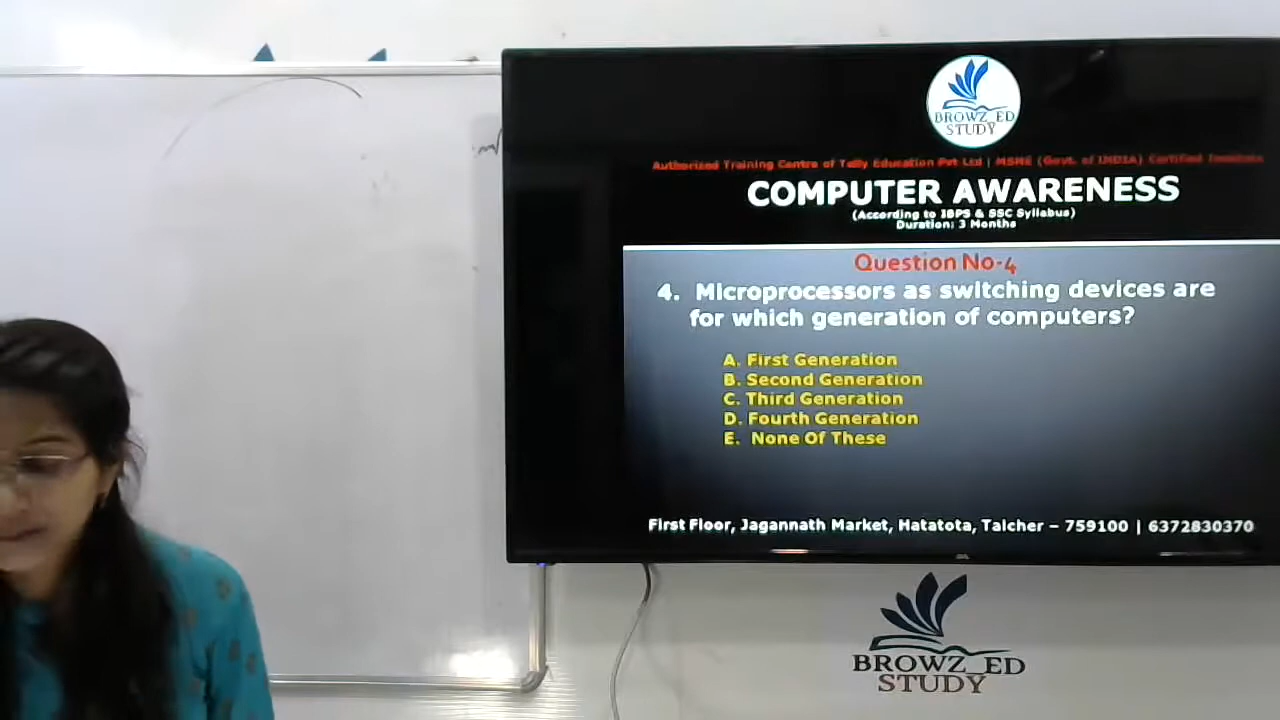 BROWZ_ED
STUDY
Authorized Training Centre of Tally Education Pvt Ltd | MSME (Govt. of INDIA) Certified Institute
COMPUTER AWARENESS
(According to IBPS & SSC Syllabus)
Duration: 3 Months
Question No-4
4. Microprocessors as switching devices are
for which generation of computers?
A. First Generation
B. Second Generation
C. Third Generation
D. Fourth Generation
E. None Of These
First Floor, Jagannath Market, Hatatota, Talcher – 759100 | 6372830370
BROWZ_ED
STUDY